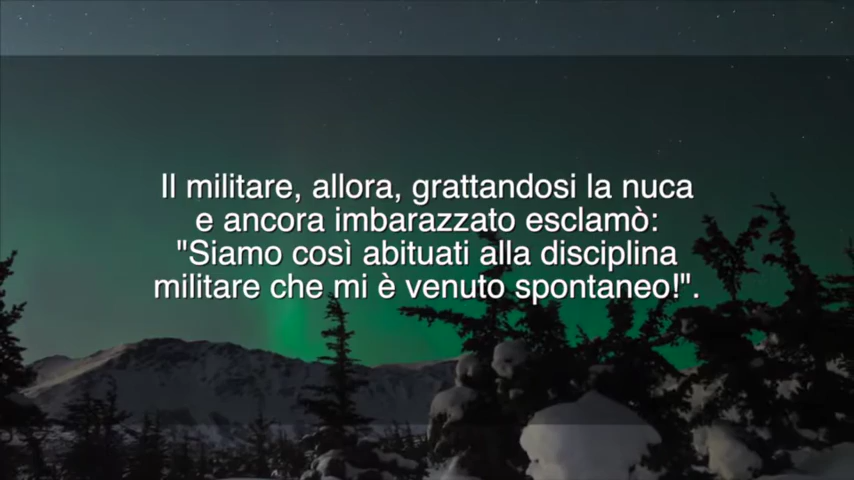 Il militare, allora, grattandosi la nuca
e ancora imbarazzato esclamò:
"Siamo così abituati alla disciplina
militare che mi è venuto spontaneo!".